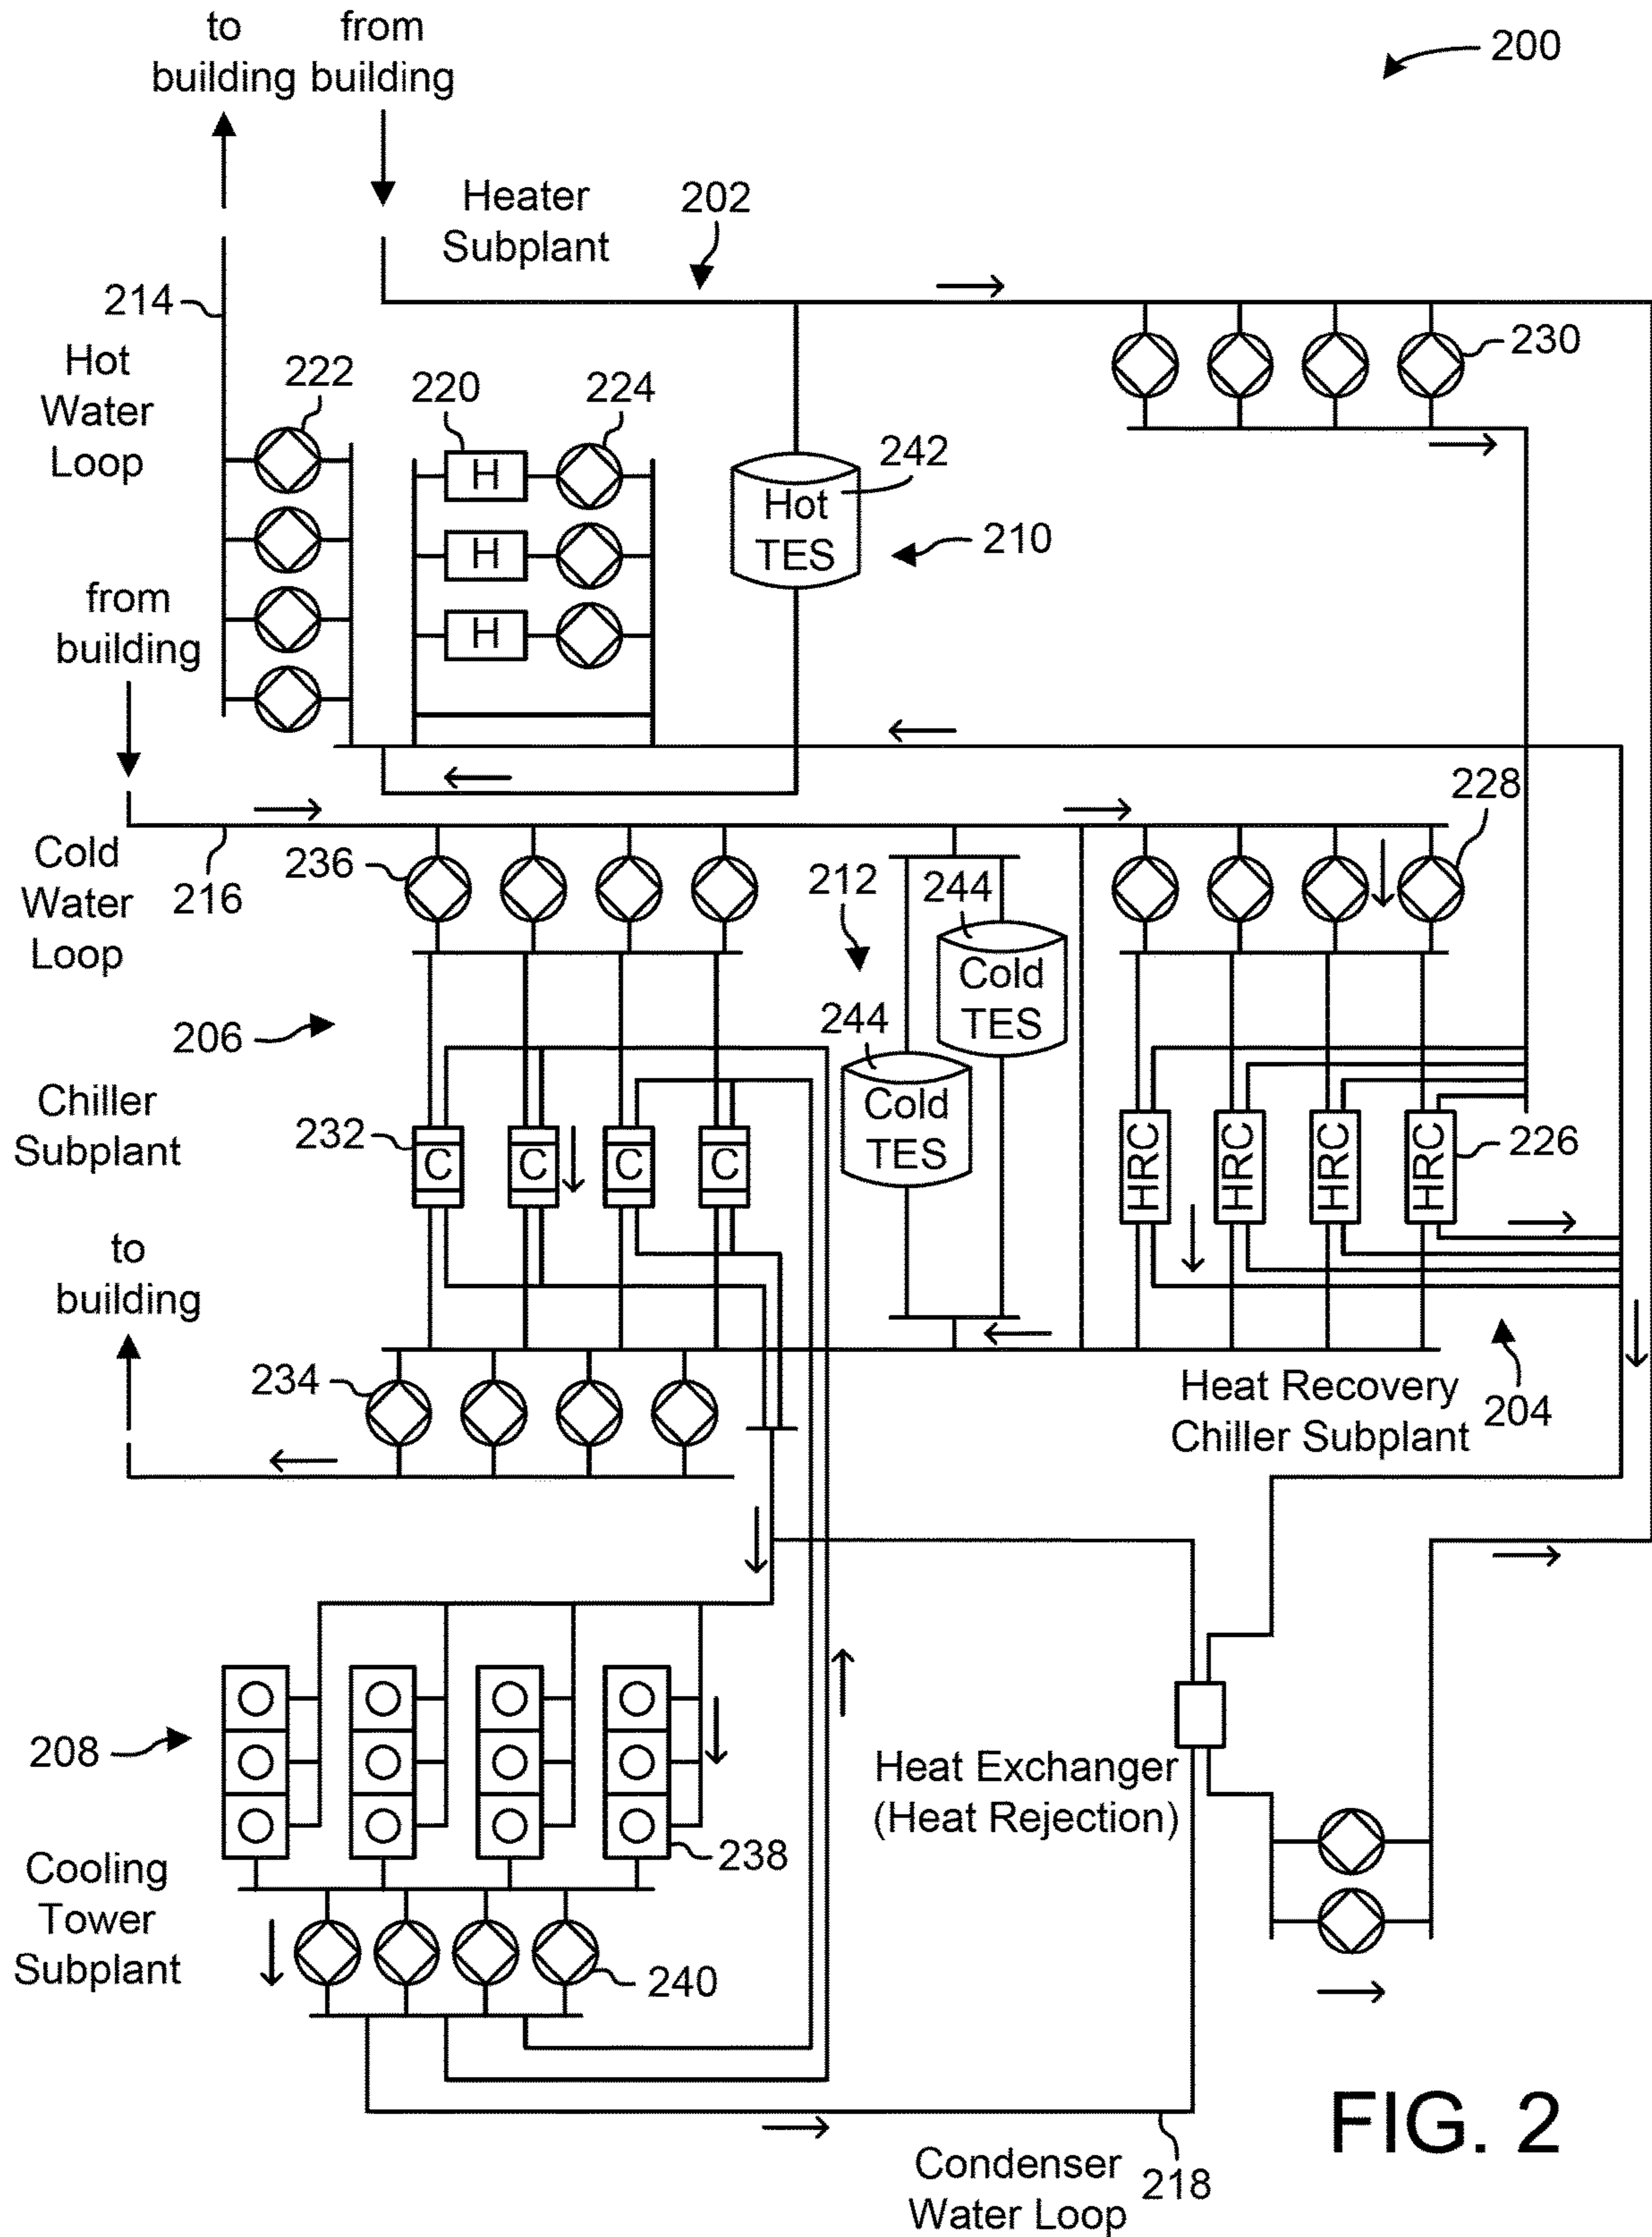 to
building
from
building
200
Heater
Subplant
202
214
Hot
Water
Loop
222
220
224
230
H
H
H
242
Hot
TES
210
from
building
228
Cold
Water
Loop
216
236
212
244
Cold
TES
244
Cold
TES
206
Chiller
Subplant
232
C
C
C
C
HRC
HRC
HRC
HRC
226
to
building
234
Heat Recovery
Chiller Subplant
204
208
Heat Exchanger
(Heat Rejection)
238
Cooling
Tower
Subplant
240
FIG. 2
Condenser
Water Loop
218